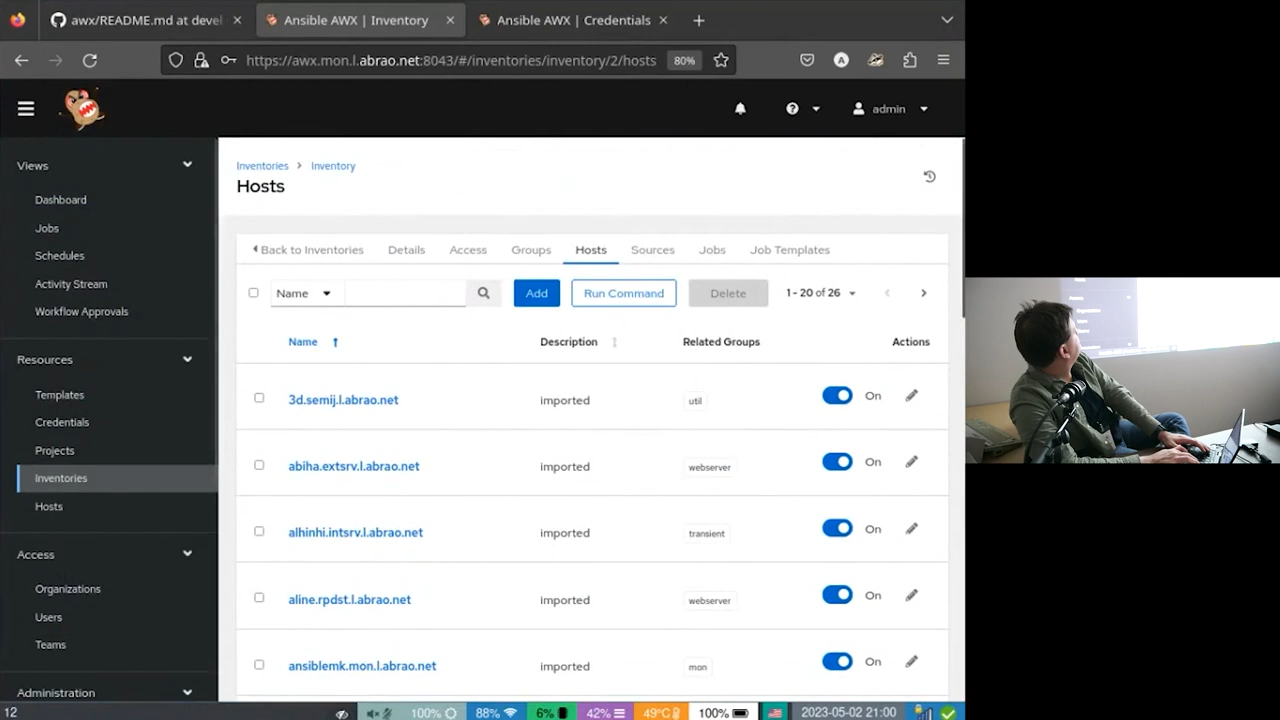 awx/README.md at devel
Ansible AWX | Inventory
Ansible AWX | Credentials
https://awx.mon.l.abrao.net:8043/#/inventories/inventory/2/hosts
80%
admin
Views
Dashboard
Jobs
Schedules
Activity Stream
Workflow Approvals
Resources
Templates
Credentials
Projects
Inventories
Hosts
Access
Organizations
Users
Teams
Administration
Inventories > Inventory
Hosts
Back to Inventories Details Access Groups Hosts Sources Jobs Job Templates
Name Add Run Command Delete 1 - 20 of 26
Name Description Related Groups Actions
3d.semij.l.abrao.net imported util On
abiha.extsrv.l.abrao.net imported webserver On
alhinhi.intsrv.l.abrao.net imported transient On
aline.rpdst.l.abrao.net imported webserver On
ansiblemk.mon.l.abrao.net imported mon On
12 100% 88% 6% 42% 49°C 100% 2023-05-02 21:00